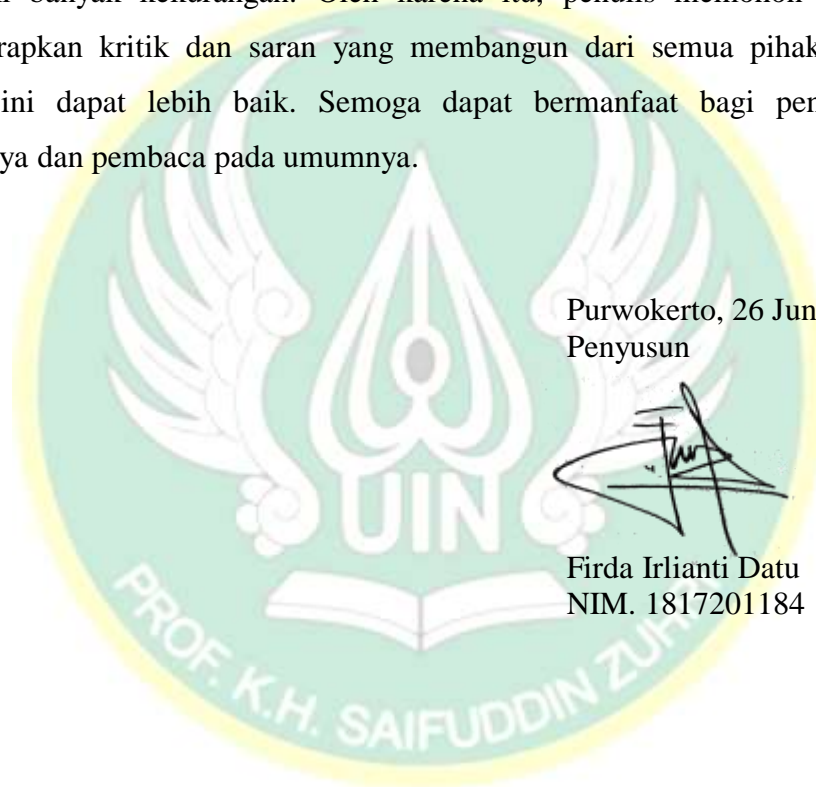 banyak kekurangan. Oleh karena itu, penulis memohon
rapkan kritik dan saran yang membangun dari semua pihak
ini dapat lebih baik. Semoga dapat bermanfaat bagi pen
ya dan pembaca pada umumnya.
Purwokerto, 26 Jun
Penyusun
Firda Irlianti Datu
NIM. 1817201184
UIN
PROF. K.H. SAIFUDDIN ZUHRI